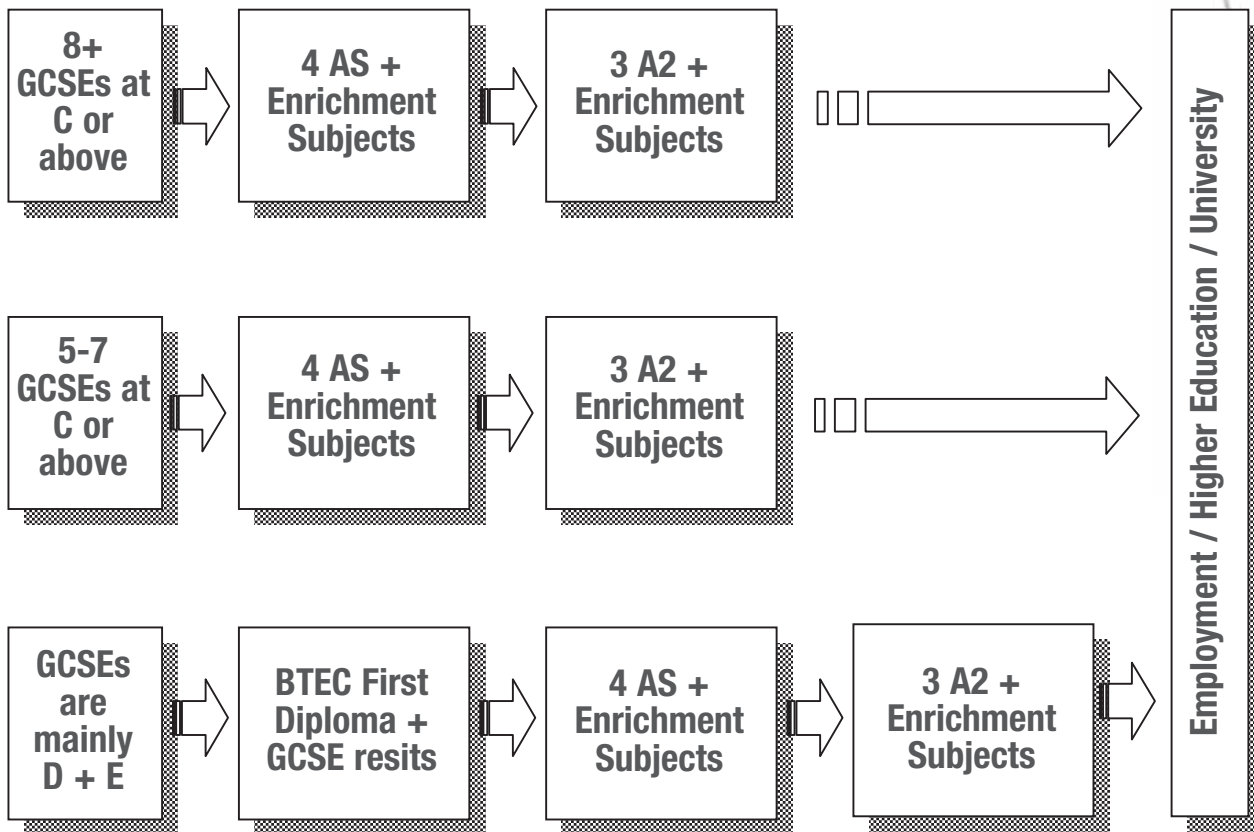 8+
GCSEs at
C or
above
4 AS +
Enrichment
Subjects
3 A2 +
Enrichment
Subjects
5-7
GCSEs at
C or
above
4 AS +
Enrichment
Subjects
3 A2 +
Enrichment
Subjects
GCSEs
are
mainly
D + E
BTEC First
Diploma +
GCSE resits
4 AS +
Enrichment
Subjects
3 A2 +
Enrichment
Subjects
Employment / Higher Education / University